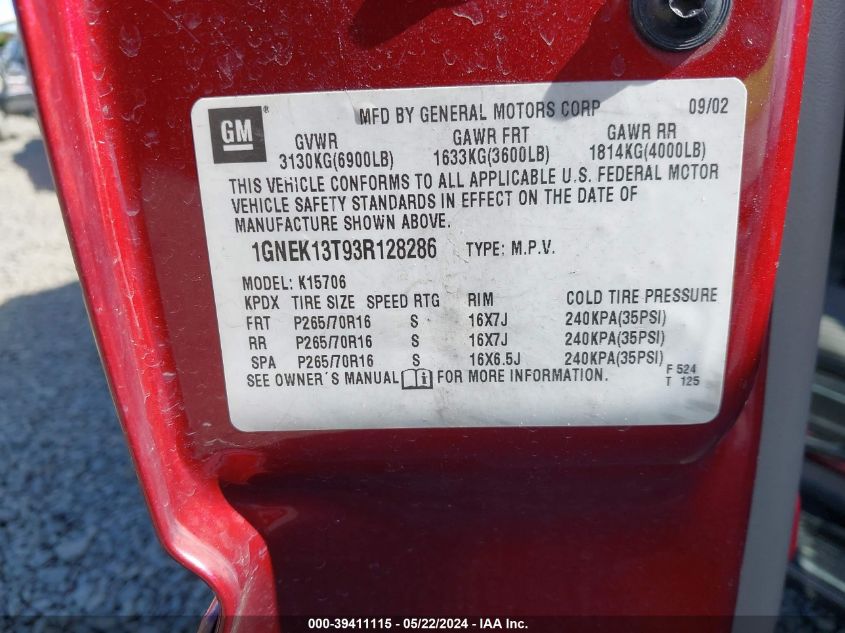 GM® MFD BY GENERAL MOTORS CORP 09/02
GVWR GAWR FRT GAWR RR
3130KG(6900LB) 1633KG(3600LB) 1814KG(4000LB)
THIS VEHICLE CONFORMS TO ALL APPLICABLE U.S. FEDERAL MOTOR
VEHICLE SAFETY STANDARDS IN EFFECT ON THE DATE OF
MANUFACTURE SHOWN ABOVE.
1GNEK13T93R128286 TYPE: M.P.V.
MODEL: K15706
KPDX TIRE SIZE SPEED RTG RIM COLD TIRE PRESSURE
FRT P265/70R16 S 16X7J 240KPA(35PSI)
RR P265/70R16 S 16X7J 240KPA(35PSI)
SPA P265/70R16 S 16X6.5J 240KPA(35PSI)
SEE OWNER'S MANUAL FOR MORE INFORMATION. F 524
T 125
000-39411115 - 05/22/2024 - IAA Inc.